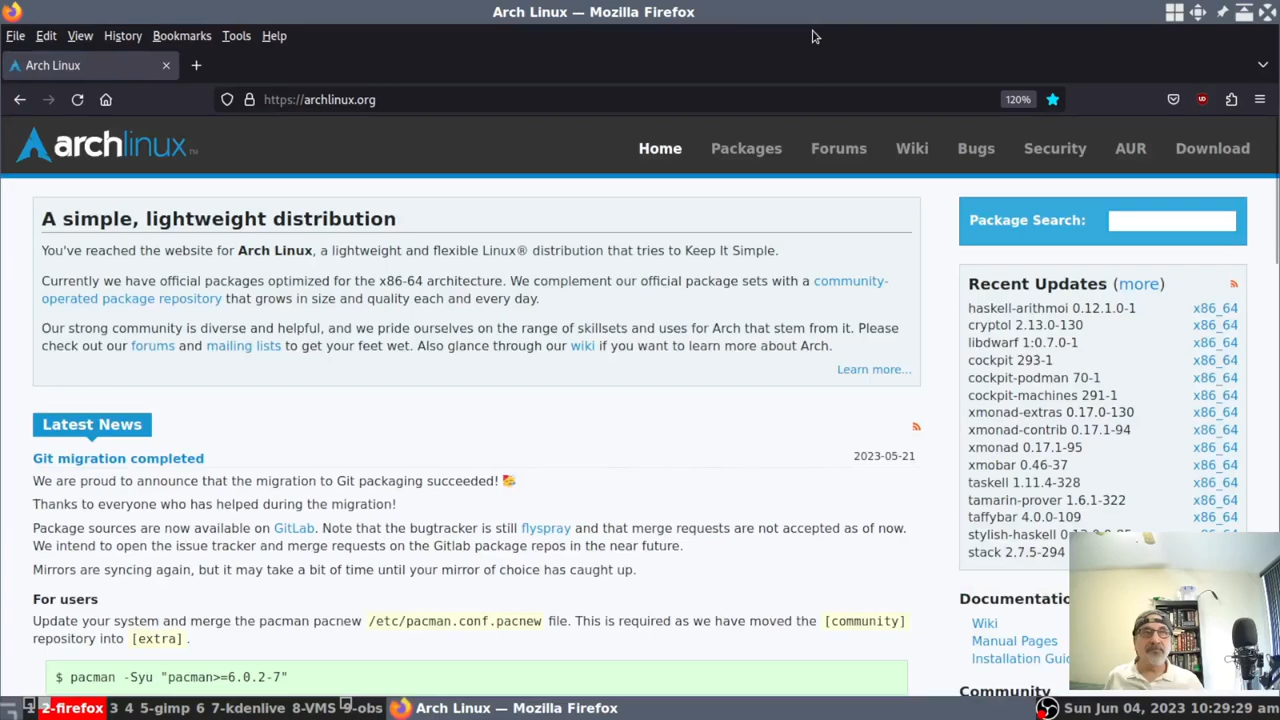 Arch Linux — Mozilla Firefox
File Edit View History Bookmarks Tools Help
Arch Linux
https://archlinux.org
120%
archlinux™
Home Packages Forums Wiki Bugs Security AUR Download
A simple, lightweight distribution
You've reached the website for Arch Linux, a lightweight and flexible Linux® distribution that tries to Keep It Simple.
Currently we have official packages optimized for the x86-64 architecture. We complement our official package sets with a community-
operated package repository that grows in size and quality each and every day.
Our strong community is diverse and helpful, and we pride ourselves on the range of skillsets and uses for Arch that stem from it. Please
check out our forums and mailing lists to get your feet wet. Also glance through our wiki if you want to learn more about Arch.
Learn more...
Latest News
Git migration completed
2023-05-21
We are proud to announce that the migration to Git packaging succeeded! 🥳
Thanks to everyone who has helped during the migration!
Package sources are now available on GitLab. Note that the bugtracker is still flyspray and that merge requests are not accepted as of now.
We intend to open the issue tracker and merge requests on the Gitlab package repos in the near future.
Mirrors are syncing again, but it may take a bit of time until your mirror of choice has caught up.
For users
Update your system and merge the pacman pacnew /etc/pacman.conf.pacnew file. This is required as we have moved the [community]
repository into [extra].
$ pacman -Syu "pacman>=6.0.2-7"
Package Search:
Recent Updates (more)
haskell-arithmoi 0.12.1.0-1 x86_64
cryptol 2.13.0-130 x86_64
libdwarf 1:0.7.0-1 x86_64
cockpit 293-1 x86_64
cockpit-podman 70-1 x86_64
cockpit-machines 291-1 x86_64
xmonad-extras 0.17.0-130 x86_64
xmonad-contrib 0.17.1-94 x86_64
xmonad 0.17.1-95 x86_64
xmobar 0.46-37 x86_64
taskell 1.11.4-328 x86_64
tamarin-prover 1.6.1-322 x86_64
taffybar 4.0.0-109 x86_64
stylish-haskell
stack 2.7.5-294
Documentatio
Wiki
Manual Pages
Installation Guid
Community
1 2-firefox 3 4 5-gimp 6 7-kdenlive 8-VMS 9-obs Arch Linux — Mozilla Firefox Sun Jun 04, 2023 10:29:29 am